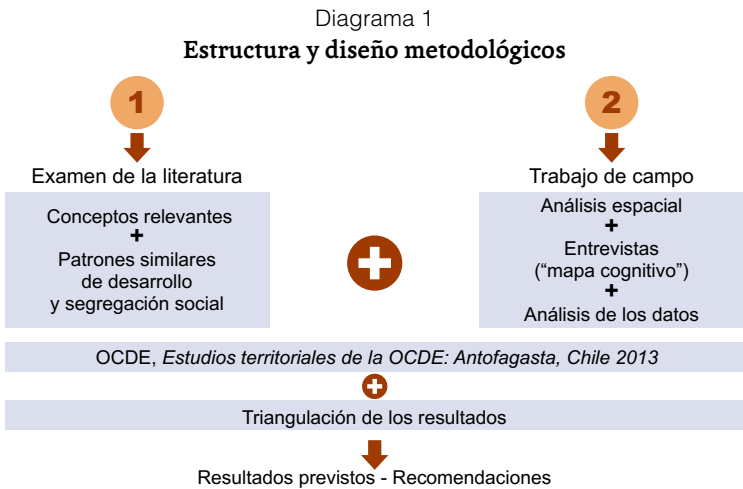 Diagrama 1
Estructura y diseño metodológicos
1
Examen de la literatura
Conceptos relevantes
+
Patrones similares
de desarrollo
y segregación social
+
2
Trabajo de campo
Análisis espacial
+
Entrevistas
("mapa cognitivo")
+
Análisis de los datos
OCDE, Estudios territoriales de la OCDE: Antofagasta, Chile 2013
+
Triangulación de los resultados
Resultados previstos - Recomendaciones